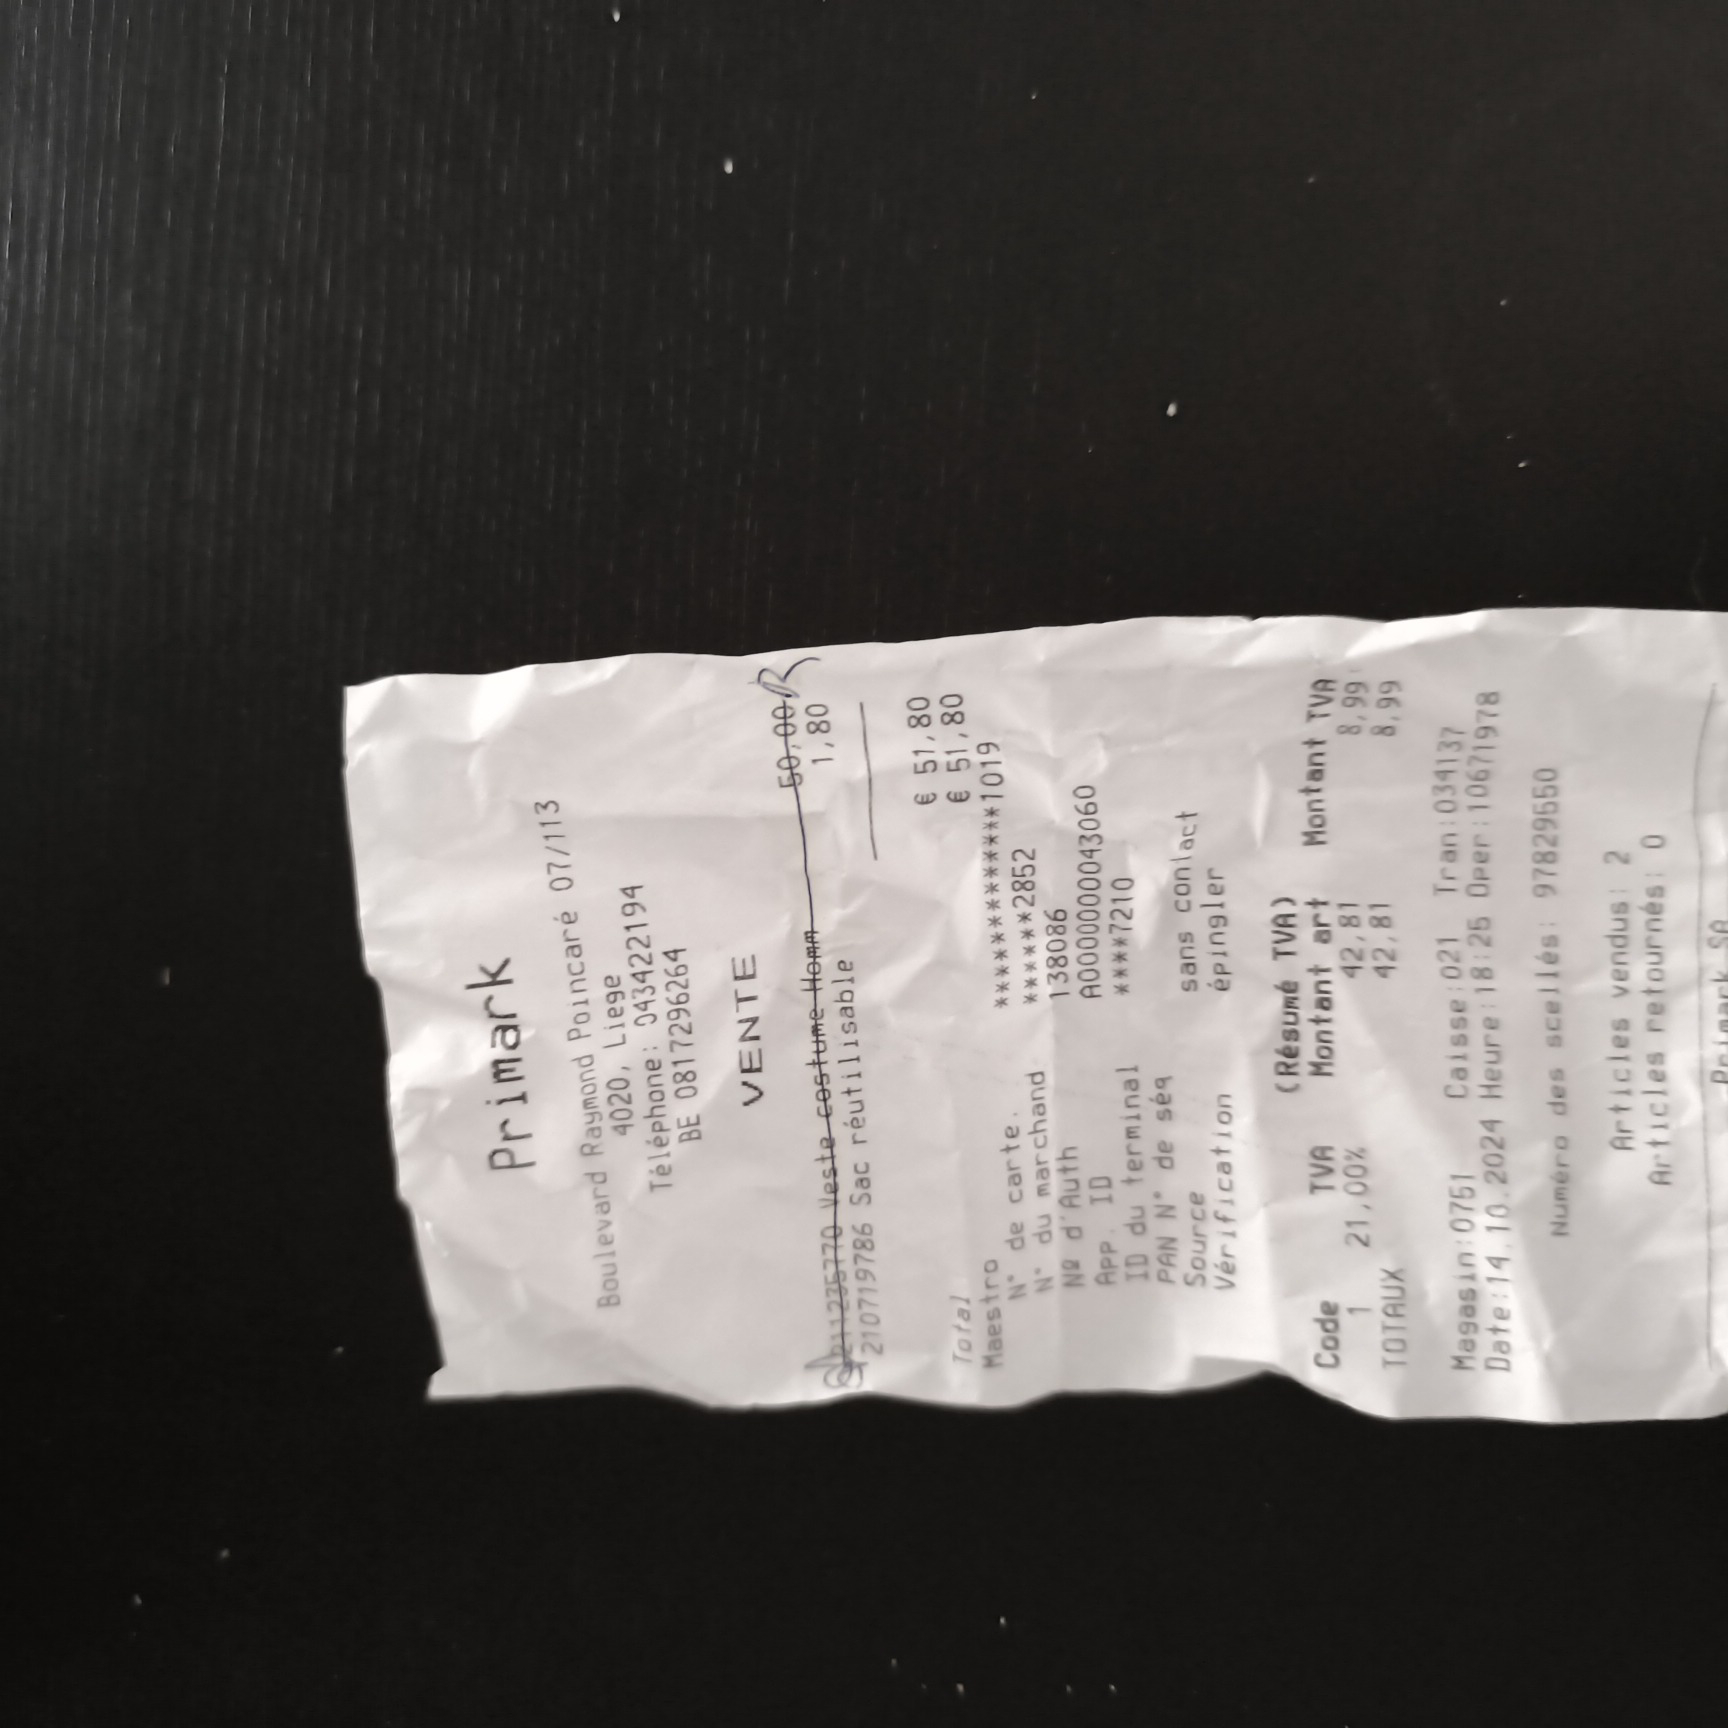 Primark
Boulevard Raymond Poincaré 07/113
4020, Liege
Téléphone: 043422194
BE 0817296264
VENTE
211235770 Veste costume Homm 50,00 R
210719786 Sac réutilisable 1,80
Total € 51,80
Maestro € 51,80
N° de carte. ***************1019
N° du marchand ******2852
Nº d'Auth 138086
App. ID A0000000043060
ID du terminal ****7210
PAN N° de séq
Source sans contact
Vérification épingler
(Résumé TVA)
Code TVA Montant art Montant TVA
1 21,00% 42,81 8,99
TOTAUX 42,81 8,99
Magasin:0751 Caisse:021 Tran:034137
Date:14.10.2024 Heure:18:25 Oper:10671978
Numéro des scellés: 97829550
Articles vendus: 2
Articles retournés: 0
Primark SA